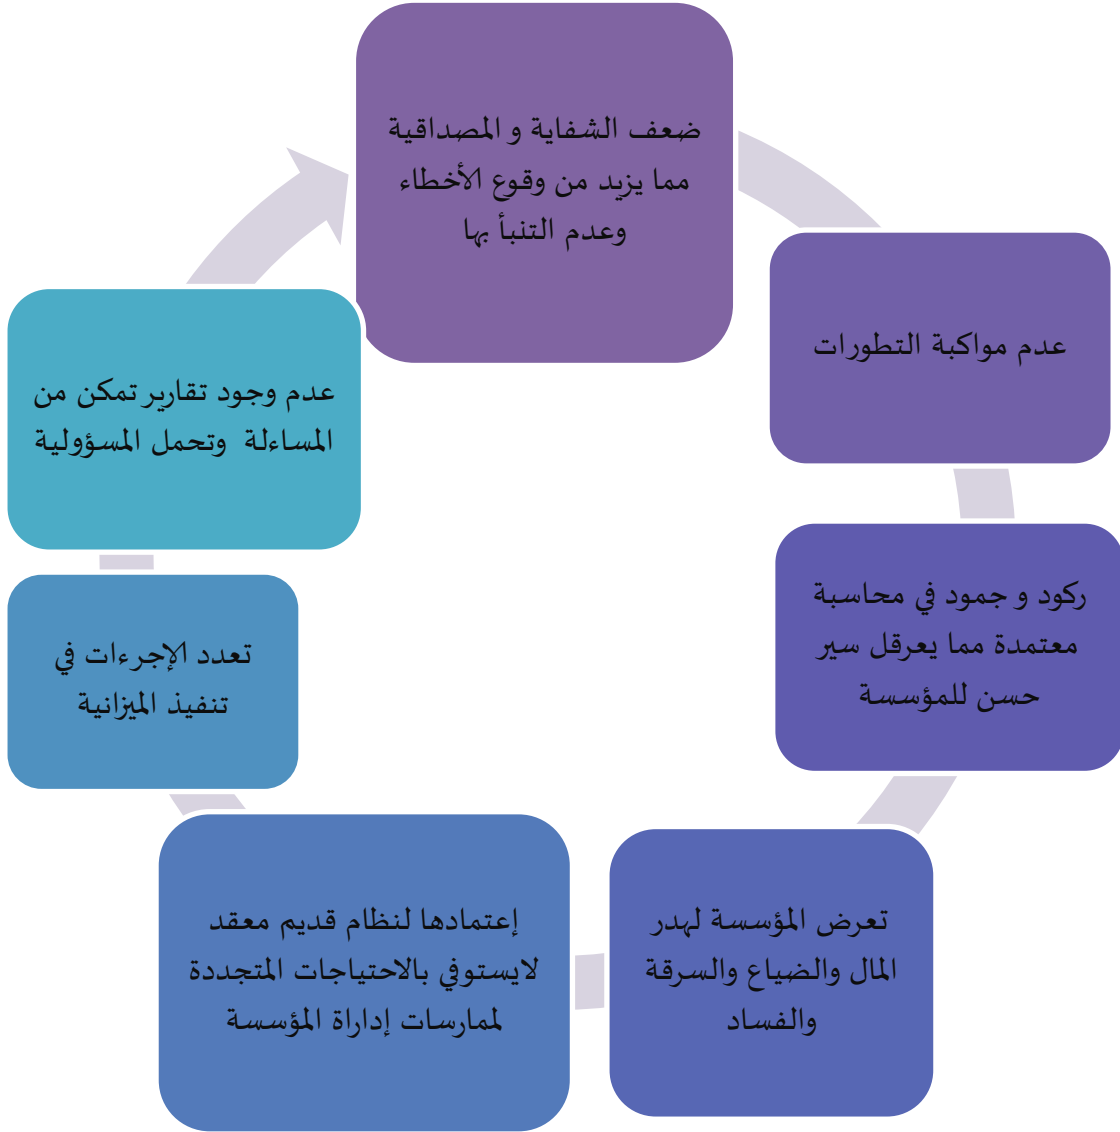 ضعف الشفاية و المصداقية
مما يزيد من وقوع الأخطاء
وعدم التنبأ بها
عدم مواكبة التطورات
ركود و جمود في محاسبة
معتمدة مما يعرقل سير
حسن للمؤسسة
تعرض المؤسسة لهدر
المال والضياع والسرقة
والفساد
إعتمادها لنظام قديم معقد
لايستوفي بالاحتياجات المتجددة
لممارسات إداراة المؤسسة
تعدد الإجرءات في
تنفيذ الميزانية
عدم وجود تقارير تمكن من
المساءلة وتحمل المسؤولية